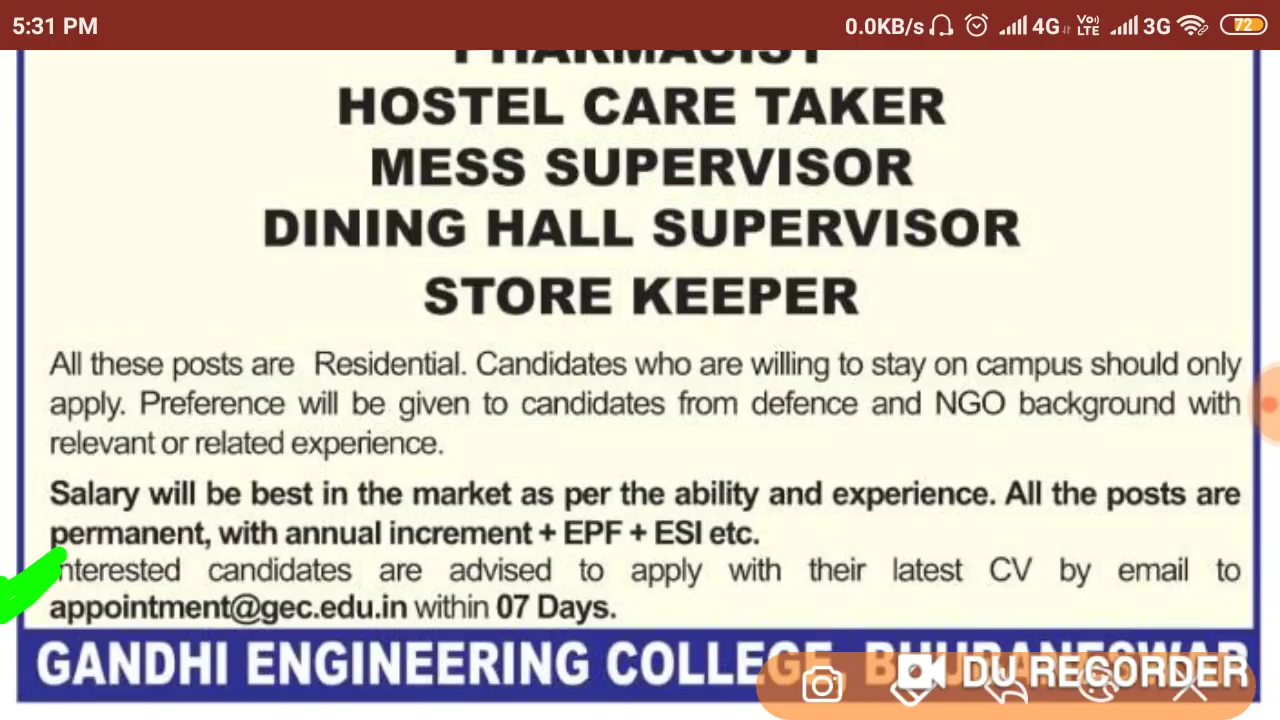 5:31 PM
0.0KB/s 4G VoLTE 3G 72
PHARMACIST
HOSTEL CARE TAKER
MESS SUPERVISOR
DINING HALL SUPERVISOR
STORE KEEPER
All these posts are Residential. Candidates who are willing to stay on campus should only
apply. Preference will be given to candidates from defence and NGO background with
relevant or related experience.
Salary will be best in the market as per the ability and experience. All the posts are
permanent, with annual increment + EPF + ESI etc.
Interested candidates are advised to apply with their latest CV by email to
appointment@gec.edu.in within 07 Days.
GANDHI ENGINEERING COLLEGE, BHUBANESWAR
DU RECORDER